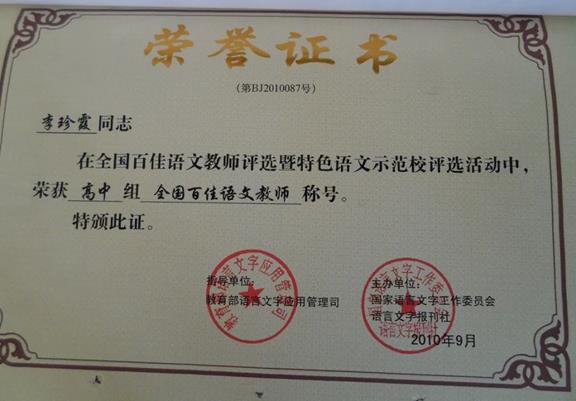 荣誉证书
（第BJ2010087号）
李珍霞同志
在全国百佳语文教师评选暨特色语文示范校评选活动中，
荣获 高中 组 全国百佳语文教师 称号。
特颁此证。
指导单位：
教育部语言文字应用管理司
主办单位：
国家语言文字工作委员会
语言文字报刊社
2010年9月